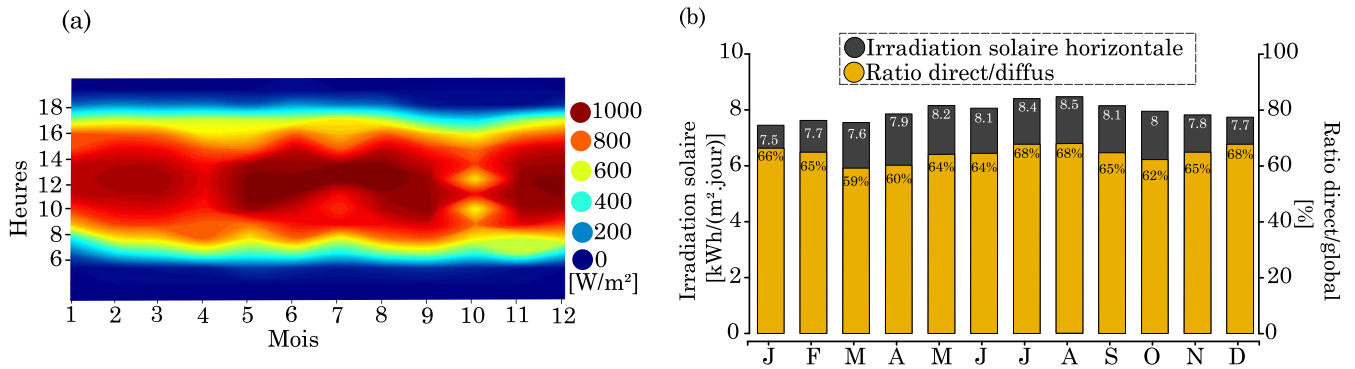 (a)
18
16
14
12
10
8
6
Heures
1 2 3 4 5 6 7 8 9 10 11 12
Mois
1000
800
600
400
200
0
[W/m²]
(b)
Irradiation solaire horizontale
Ratio direct/diffus
10
8
6
4
2
0
Irradiation solaire
[kWh/(m².jour)]
7.5 7.7 7.6 7.9 8.2 8.1 8.4 8.5 8.1 8 7.8 7.7
66% 65% 59% 60% 64% 64% 68% 68% 65% 62% 65% 68%
J F M A M J J A S O N D
100
80
60
40
20
0
Ratio direct/global
[%]